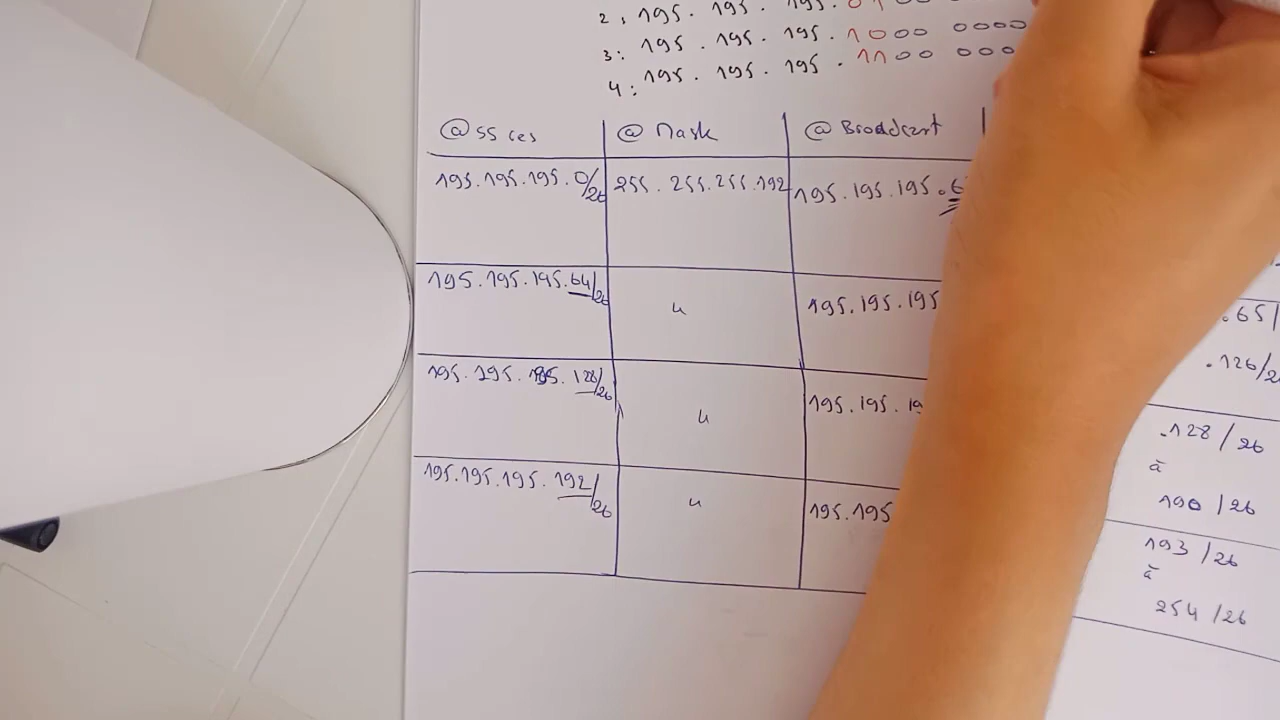 2: 195. 195. 195. 01
3: 195. 195. 195. 1000 0000
4: 195. 195. 195. 1100 000
@ss res @ Mask @ Broadcast
195.195.195.0/26 255.255.255.192 195.195.195.6
195.195.195.64/26 " 195.195.195
.65/
.126/2
195.195.195.128/26 " 195.195.19
.128/26
à
190/26
195.195.195.192/26 " 195.195
193/26
à
254/26